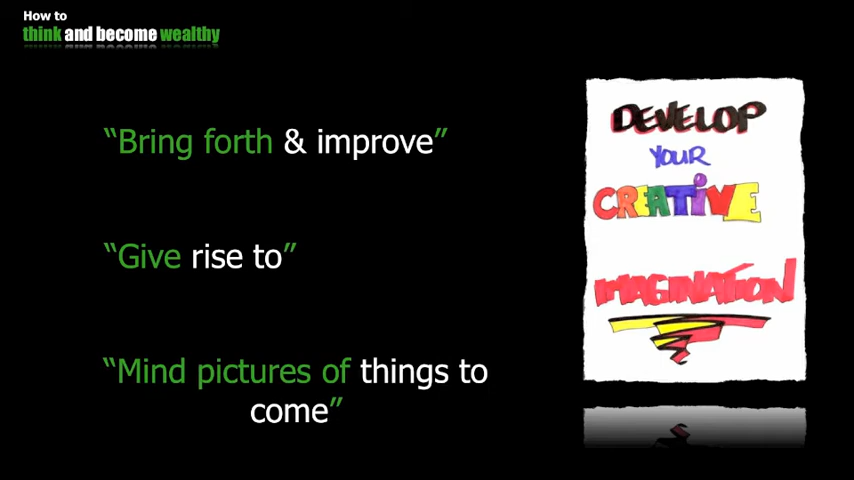 How to
think and become wealthy
“Bring forth & improve”
“Give rise to”
“Mind pictures of things to
come”
DEVELOP
YOUR
CREATiVE
IMAGINATION